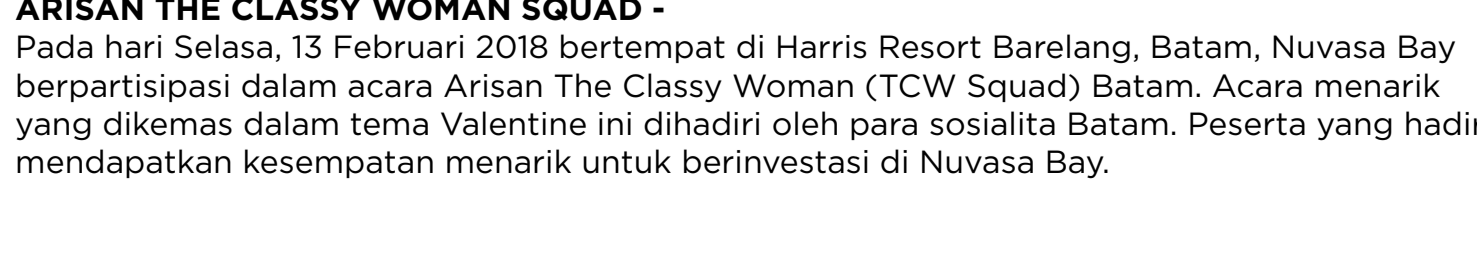 ARISAN THE CLASSY WOMAN SQUAD -
Pada hari Selasa, 13 Februari 2018 bertempat di Harris Resort Barelang, Batam, Nuvasa Bay
berpartisipasi dalam acara Arisan The Classy Woman (TCW Squad) Batam. Acara menarik
yang dikemas dalam tema Valentine ini dihadiri oleh para sosialita Batam. Peserta yang hadir
mendapatkan kesempatan menarik untuk berinvestasi di Nuvasa Bay.